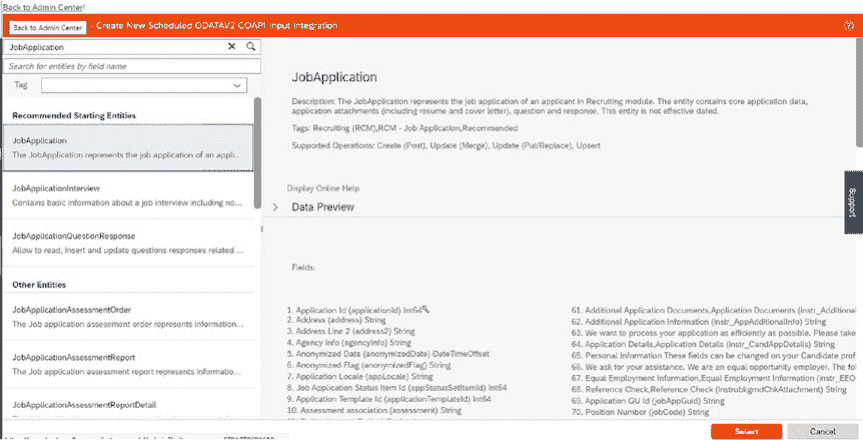 Back to Admin Center
Back to Admin Center
Create New Scheduled ODATAV2 COAPI Input Integration
JobApplication
Search for entities by field name
Tag
Recommended Starting Entities
JobApplication
The JobApplication represents the job application of an appli...
JobApplicationInterview
Contains basic information about a job interview including no...
JobApplicationQuestionResponse
Allow to read, Insert and update questions responses related ...
Other Entities
JobApplicationAssessmentOrder
The Job application assessment order represents information...
JobApplicationAssessmentReport
The Job application assessment report represents informatio...
JobApplicationAssessmentReportDetail
JobApplication
Description: The JobApplication represents the job application of an applicant in Recruiting module. The entity contains core application data,
application attachments (including resume and cover letter), question and response. This entity is not effective dated.
Tags: Recruiting (RCM),RCM - Job Application,Recommended
Supported Operations: Create (Post), Update (Merge), Update (Put/Replace), Upsert
Display Online Help
Data Preview
Fields:
1. Application Id (applicationId) Int64
2. Address (address) String
3. Address Line 2 (address2) String
4. Agency Info (agencyInfo) String
5. Anonymized Date (anonymizedDate) DateTimeOffset
6. Anonymized Flag (anonymizedFlag) String
7. Application Locale (appLocale) String
8. Job Application Status Item Id (appStatusSetItemId) Int64
9. Application Template Id (applicationTemplateId) Int64
10. Assessment association (assessment) String
61. Additional Application Documents,Application Documents (instr_Additional
62. Additional Application Information (instr_AppAdditionalInfo) String
63. We want to process your application as efficiently as possible. Please take
64. Application Details,Application Details (instr_CandAppDetails) String
65. Personal Information These fields can be changed on your Candidate prof
66. We ask for your assistance. We are an equal opportunity employer. The fol
67. Equal Employment Information,Equal Employment Information (instr_EEO
68. Reference Check,Reference Check (instrubkgrndChkAttachment) String
69. Application GU Id (jobAppGuid) String
70. Position Number (jobCode) String
Support
Select
Cancel